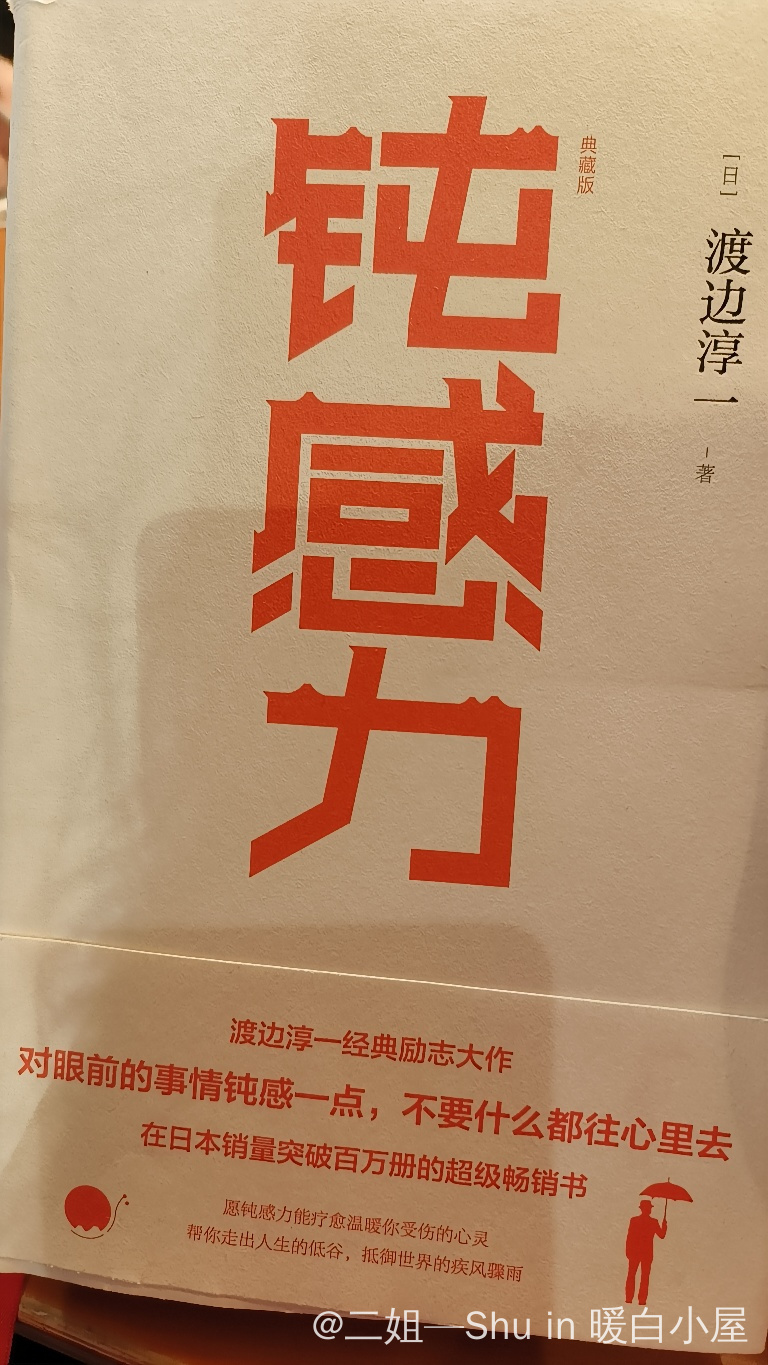 钝感力
典藏版
[日]
渡边淳一
著
渡边淳一经典励志大作
对眼前的事情钝感一点，不要什么都往心里去
在日本销量突破百万册的超级畅销书
愿钝感力能疗愈温暖你受伤的心灵
帮你走出人生的低谷，抵御世界的疾风骤雨
@二姐—Shu in 暖白小屋